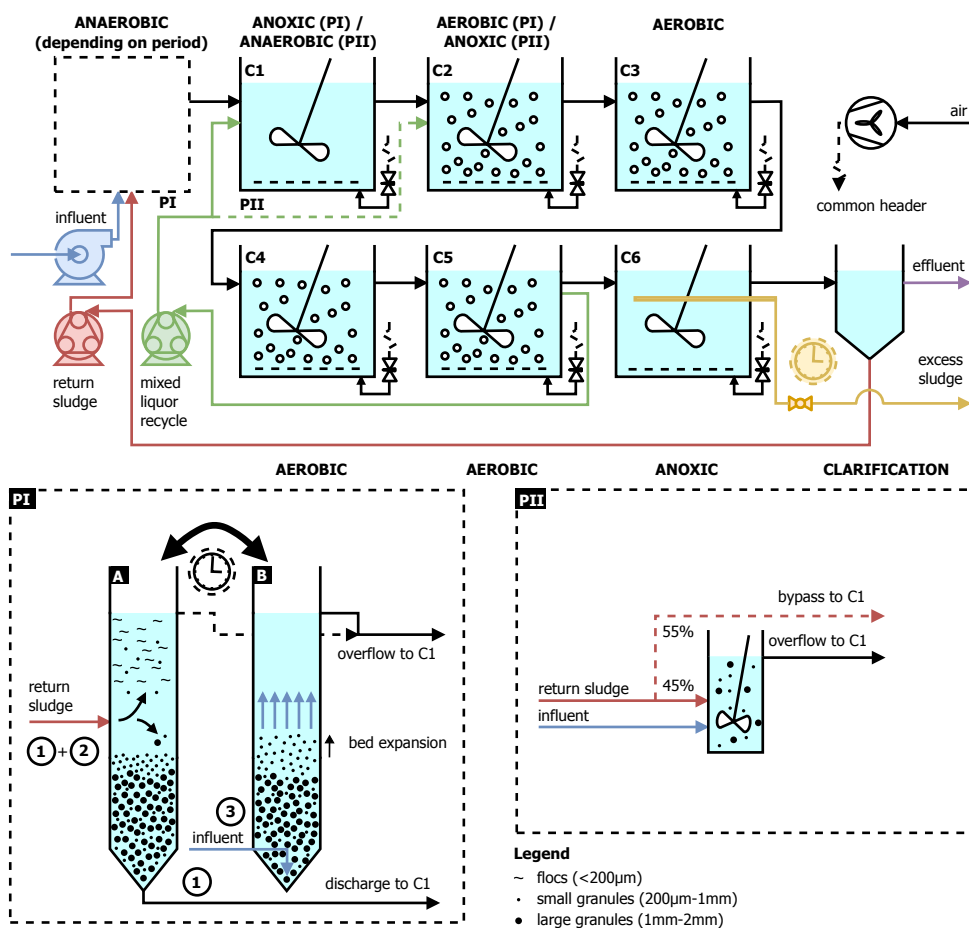 ANAEROBIC
(depending on period)
ANOXIC (PI) /
ANAEROBIC (PII)
AEROBIC (PI) /
ANOXIC (PII)
AEROBIC
C1
C2
C3
air
common header
PI
PII
influent
C4
C5
C6
effluent
excess
sludge
return
sludge
mixed
liquor
recycle
AEROBIC
AEROBIC
ANOXIC
CLARIFICATION
PI
A
B
overflow to C1
return
sludge
1 + 2
bed expansion
3
influent
1
discharge to C1
PII
bypass to C1
55%
overflow to C1
return sludge
45%
influent
Legend
~ flocs (<200µm)
• small granules (200µm-1mm)
● large granules (1mm-2mm)